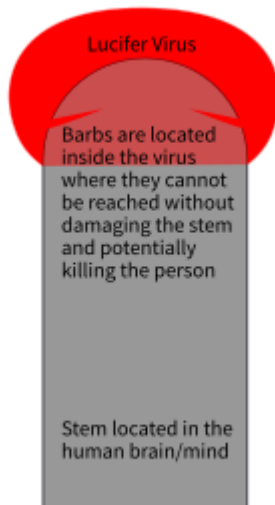 Lucifer Virus
Barbs are located
inside the virus
where they cannot
be reached without
damaging the stem
and potentially
killing the person
Stem located in the
human brain/mind